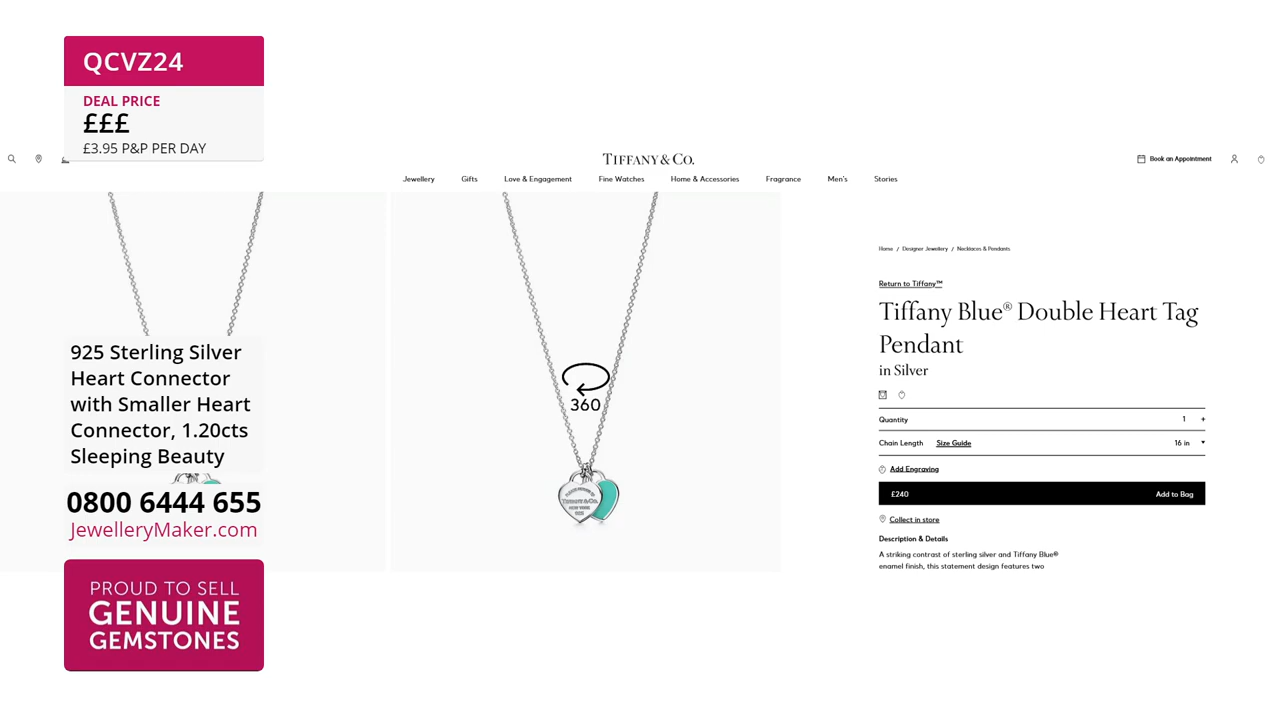 QCVZ24
DEAL PRICE
£££
£3.95 P&P PER DAY
TIFFANY & CO.
Book an Appointment
Jewellery
Gifts
Love & Engagement
Fine Watches
Home & Accessories
Fragrance
Men's
Stories
925 Sterling Silver
Heart Connector
with Smaller Heart
Connector, 1.20cts
Sleeping Beauty
0800 6444 655
JewelleryMaker.com
PROUD TO SELL
GENUINE
GEMSTONES
360
TIFFANY & CO.
NEW YORK
925
Home / Designer Jewellery / Necklaces & Pendants
Return to Tiffany™
Tiffany Blue® Double Heart Tag
Pendant
in Silver
Quantity 1 +
Chain Length Size Guide 16 in
Add Engraving
£240 Add to Bag
Collect in store
Description & Details
A striking contrast of sterling silver and Tiffany Blue®
enamel finish, this statement design features two